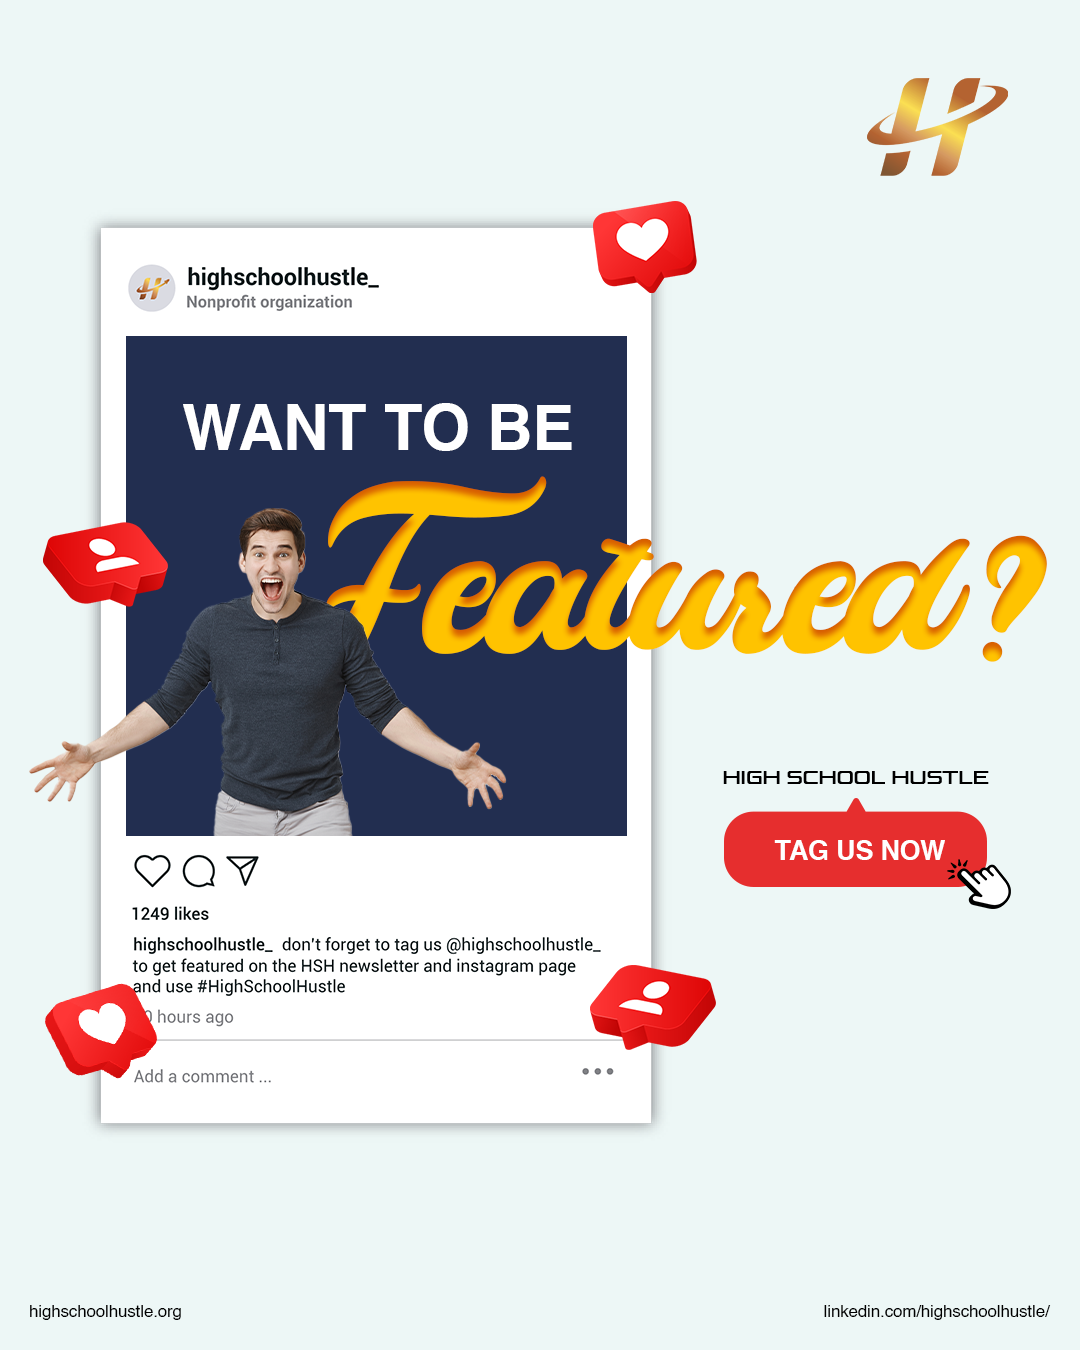 highschoolhustle_
Nonprofit organization
WANT TO BE
Featured?
HIGH SCHOOL HUSTLE
TAG US NOW
1249 likes
highschoolhustle_ don't forget to tag us @highschoolhustle_
to get featured on the HSH newsletter and instagram page
and use #HighSchoolHustle
hours ago
Add a comment ...
highschoolhustle.org
linkedin.com/highschoolhustle/